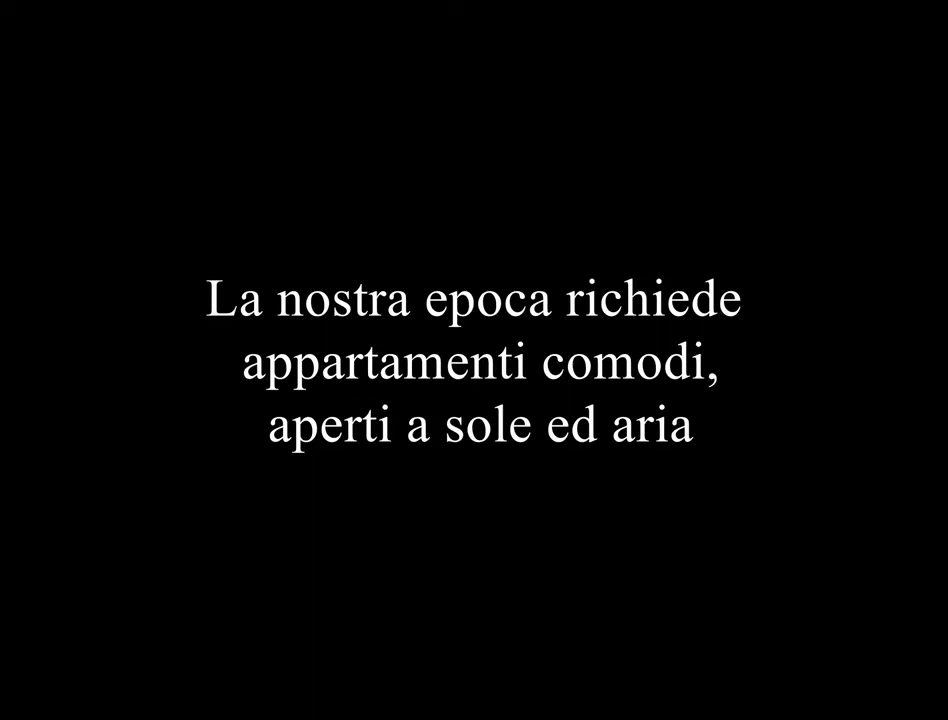 La nostra epoca richiede
appartamenti comodi,
aperti a sole ed aria